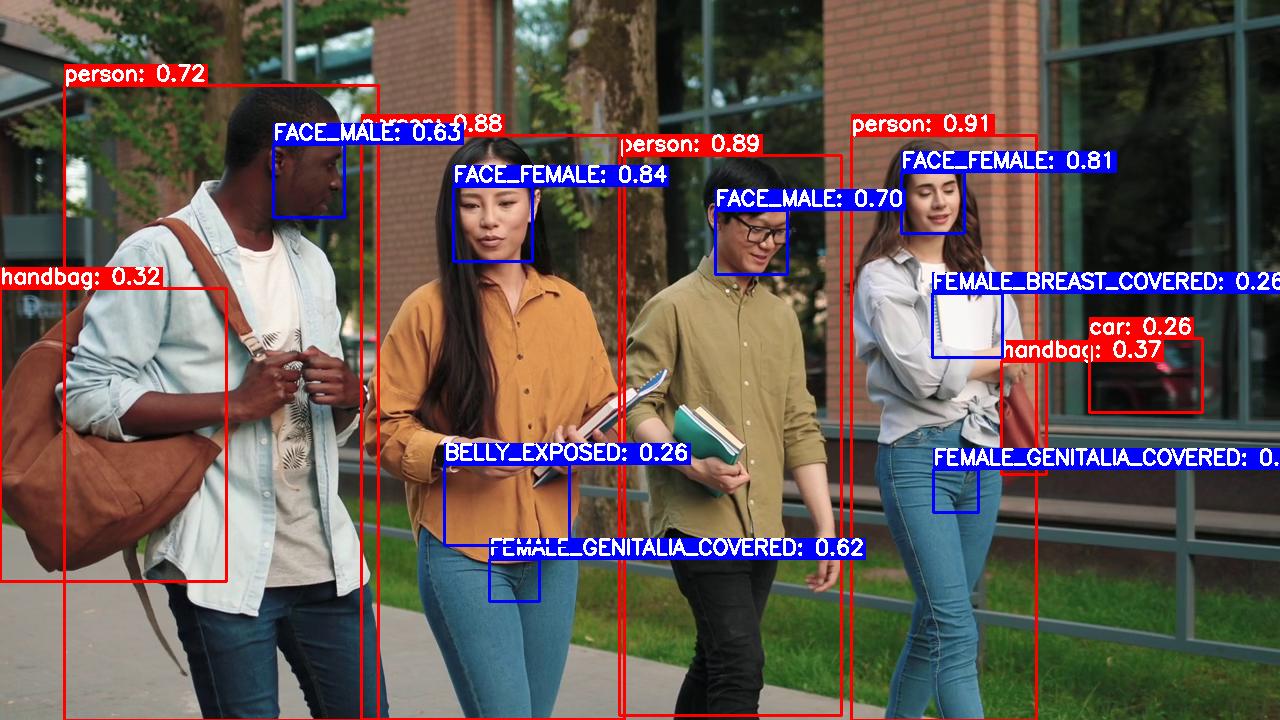 person: 0.72
person: 0.88
FACE_MALE: 0.63
person: 0.89
person: 0.91
FACE_FEMALE: 0.84
FACE_FEMALE: 0.81
FACE_MALE: 0.70
handbag: 0.32
FEMALE_BREAST_COVERED: 0.26
car: 0.26
handbag: 0.37
BELLY_EXPOSED: 0.26
FEMALE_GENITALIA_COVERED: 0.
FEMALE_GENITALIA_COVERED: 0.62